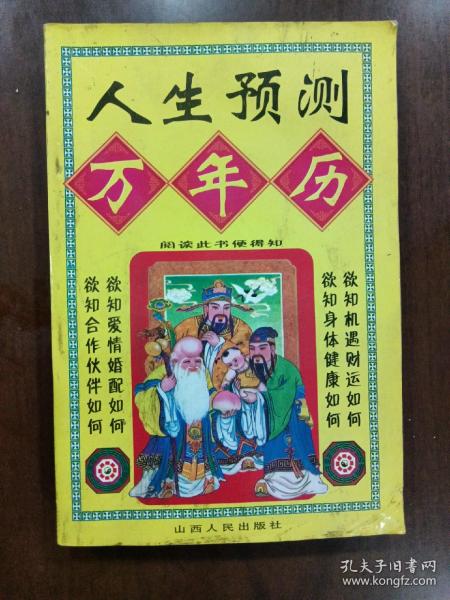 人生预测
万年历
阅读此书便得知
欲知机遇财运如何
欲知身体健康如何
欲知爱情婚配如何
欲知合作伙伴如何
山西人民出版社
孔夫子旧书网
www.kongfz.com